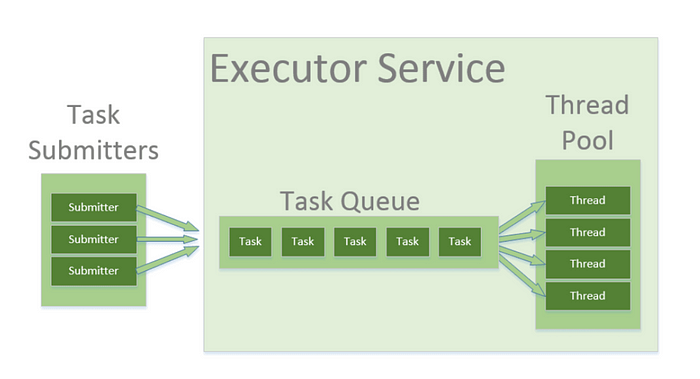 Executor Service
Task
Submitters
Submitter
Submitter
Submitter
Task Queue
Task Task Task Task Task
Thread
Pool
Thread
Thread
Thread
Thread